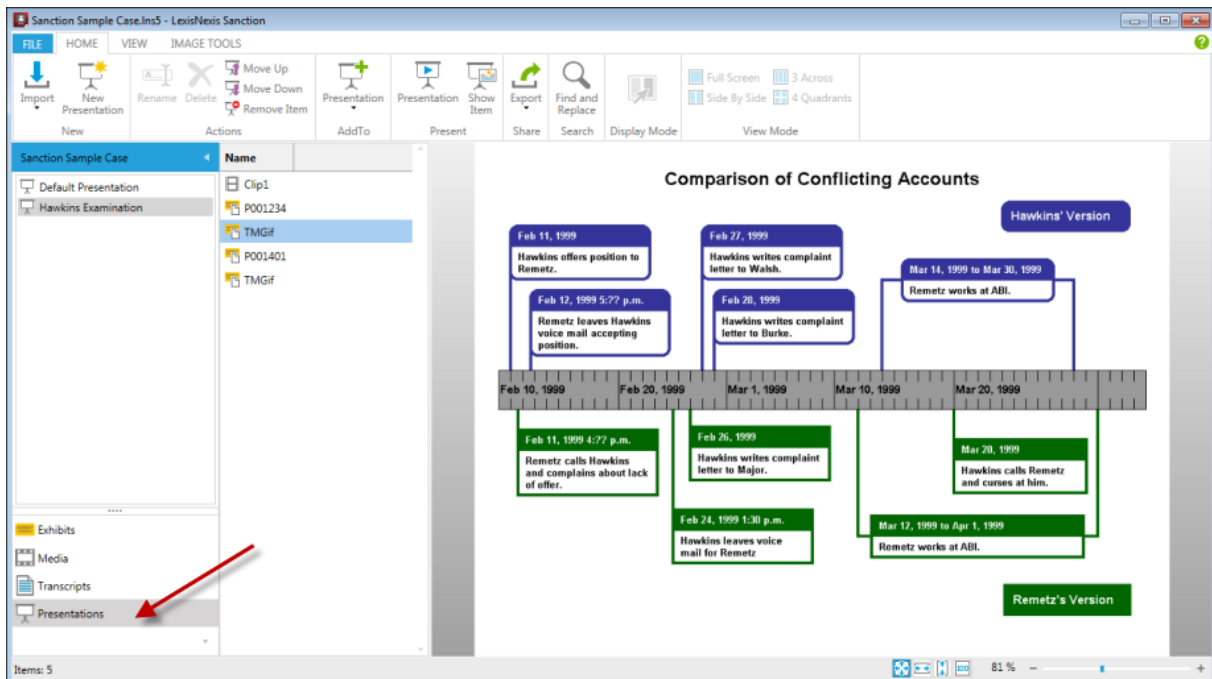 Sanction Sample Case.lns5 - LexisNexis Sanction
FILE HOME VIEW IMAGE TOOLS
Import
New Presentation
Rename
Delete
Move Up
Move Down
Remove Item
Presentation
Presentation
Show Item
Export
Find and Replace
Full Screen
3 Across
Side By Side
4 Quadrants
New
Actions
AddTo
Present
Share
Search
Display Mode
View Mode
Sanction Sample Case
Default Presentation
Hawkins Examination
Exhibits
Media
Transcripts
Presentations
Name
Clip1
P001234
TMGif
P001401
TMGif
Comparison of Conflicting Accounts
Hawkins' Version
Feb 11, 1999
Hawkins offers position to
Remetz.
Feb 27, 1999
Hawkins writes complaint
letter to Walsh.
Mar 14, 1999 to Mar 30, 1999
Remetz works at ABI.
Feb 12, 1999 5:?? p.m.
Remetz leaves Hawkins
voice mail accepting
position.
Feb 28, 1999
Hawkins writes complaint
letter to Burke.
Feb 10, 1999 Feb 20, 1999 Mar 1, 1999 Mar 10, 1999 Mar 20, 1999
Feb 11, 1999 4:?? p.m.
Remetz calls Hawkins
and complains about lack
of offer.
Feb 26, 1999
Hawkins writes complaint
letter to Major.
Mar 20, 1999
Hawkins calls Remetz
and curses at him.
Feb 24, 1999 1:30 p.m.
Hawkins leaves voice
mail for Remetz
Mar 12, 1999 to Apr 1, 1999
Remetz works at ABI.
Remetz's Version
Items: 5
100
81 %